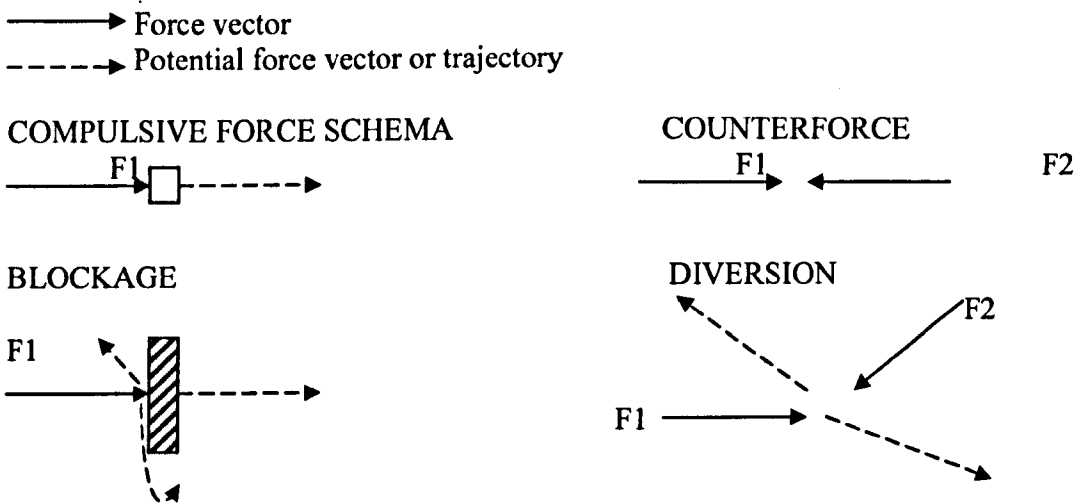 Force vector
Potential force vector or trajectory
COMPULSIVE FORCE SCHEMA
F1
COUNTERFORCE
F1 F2
BLOCKAGE
F1
DIVERSION
F2
F1